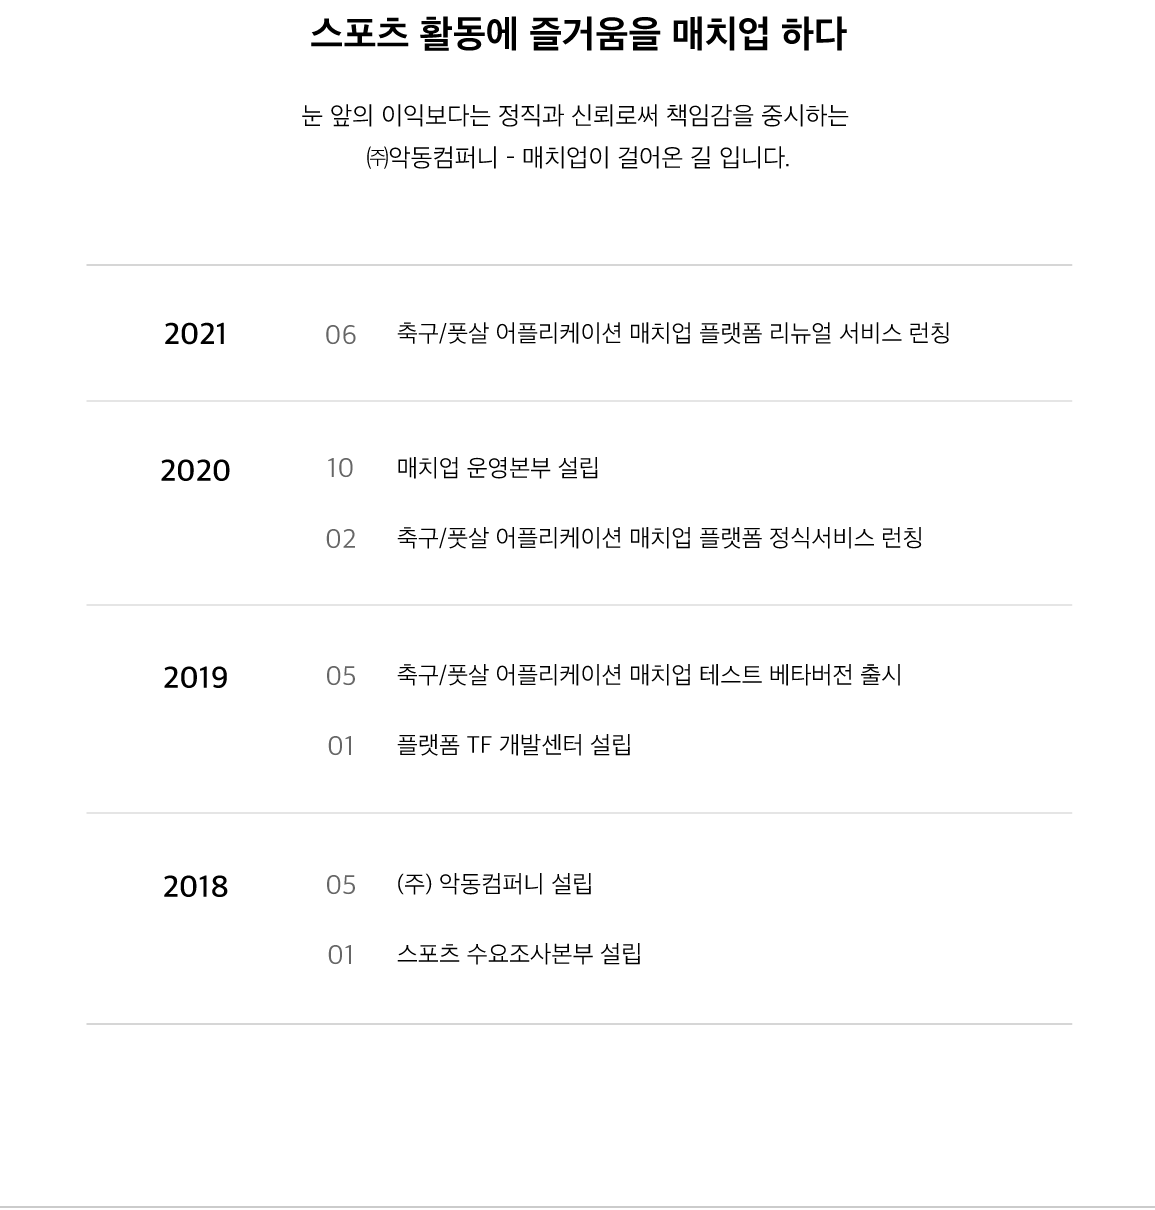 스포츠 활동에 즐거움을 매치업 하다
눈 앞의 이익보다는 정직과 신뢰로써 책임감을 중시하는
㈜악동컴퍼니 - 매치업이 걸어온 길 입니다.
2021 06 축구/풋살 어플리케이션 매치업 플랫폼 리뉴얼 서비스 런칭
2020 10 매치업 운영본부 설립
02 축구/풋살 어플리케이션 매치업 플랫폼 정식서비스 런칭
2019 05 축구/풋살 어플리케이션 매치업 테스트 베타버전 출시
01 플랫폼 TF 개발센터 설립
2018 05 (주) 악동컴퍼니 설립
01 스포츠 수요조사본부 설립